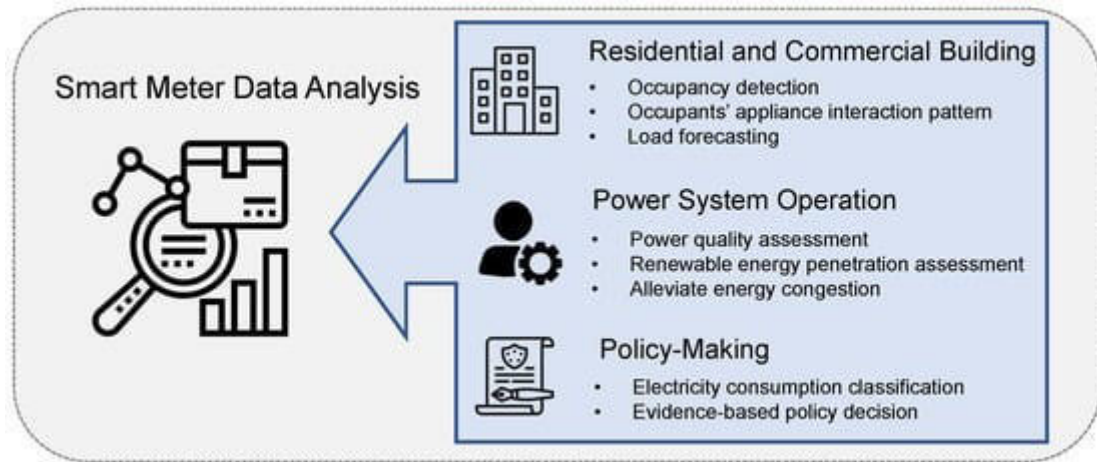 Smart Meter Data Analysis
Residential and Commercial Building
• Occupancy detection
• Occupants' appliance interaction pattern
• Load forecasting
Power System Operation
• Power quality assessment
• Renewable energy penetration assessment
• Alleviate energy congestion
Policy-Making
• Electricity consumption classification
• Evidence-based policy decision